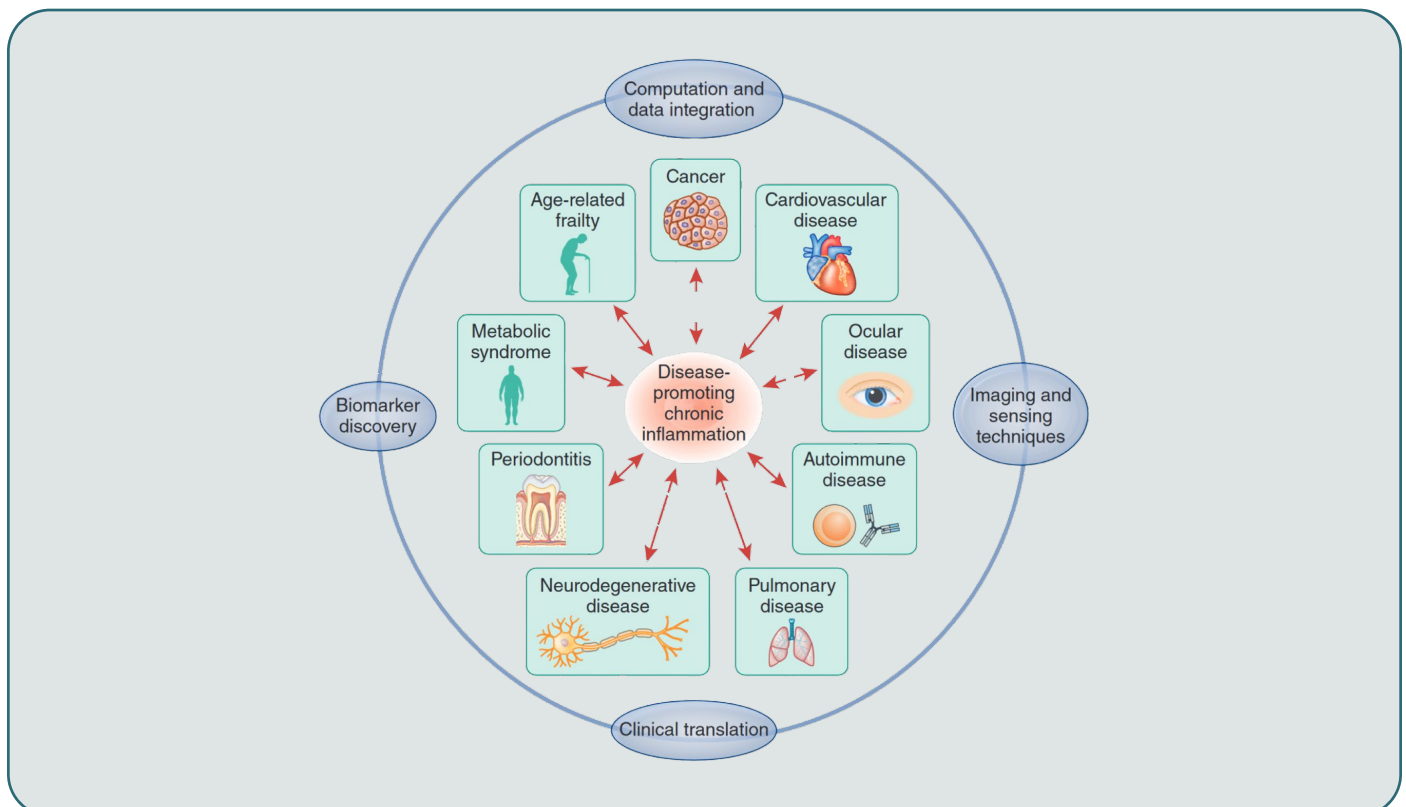 Computation and
data integration
Cancer
Age-related
frailty
Cardiovascular
disease
Metabolic
syndrome
Ocular
disease
Disease-
promoting
chronic
inflammation
Biomarker
discovery
Imaging and
sensing
techniques
Periodontitis
Autoimmune
disease
Neurodegenerative
disease
Pulmonary
disease
Clinical translation